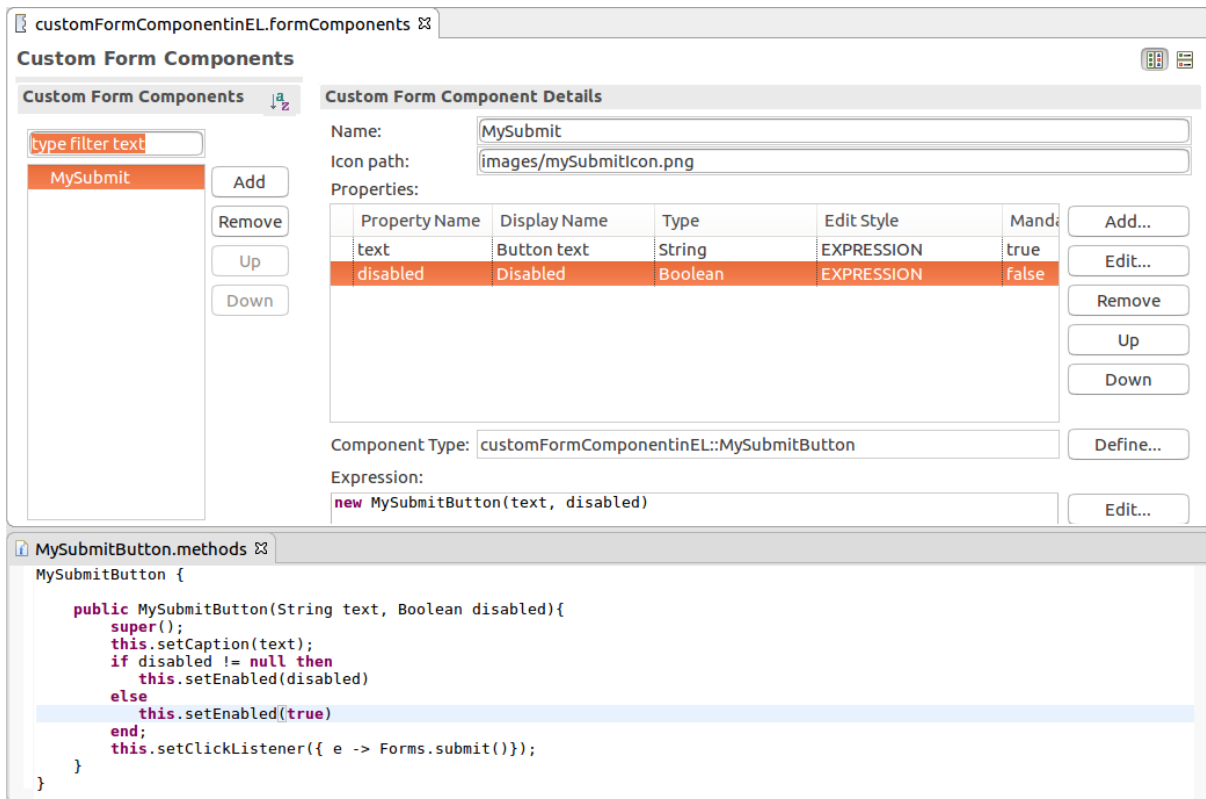 customFormComponentinEL.formComponents
Custom Form Components
Custom Form Components
a
z
type filter text
MySubmit
Add
Remove
Up
Down
Custom Form Component Details
Name: MySubmit
Icon path: images/mySubmitIcon.png
Properties:
Property Name Display Name Type Edit Style Manda
text Button text String EXPRESSION true
disabled Disabled Boolean EXPRESSION false
Add...
Edit...
Remove
Up
Down
Component Type: customFormComponentinEL::MySubmitButton Define...
Expression:
new MySubmitButton(text, disabled)
Edit...
MySubmitButton.methods
MySubmitButton {
public MySubmitButton(String text, Boolean disabled){
super();
this.setCaption(text);
if disabled != null then
this.setEnabled(disabled)
else
this.setEnabled(true)
end;
this.setClickListener({ e -> Forms.submit()});
}
}